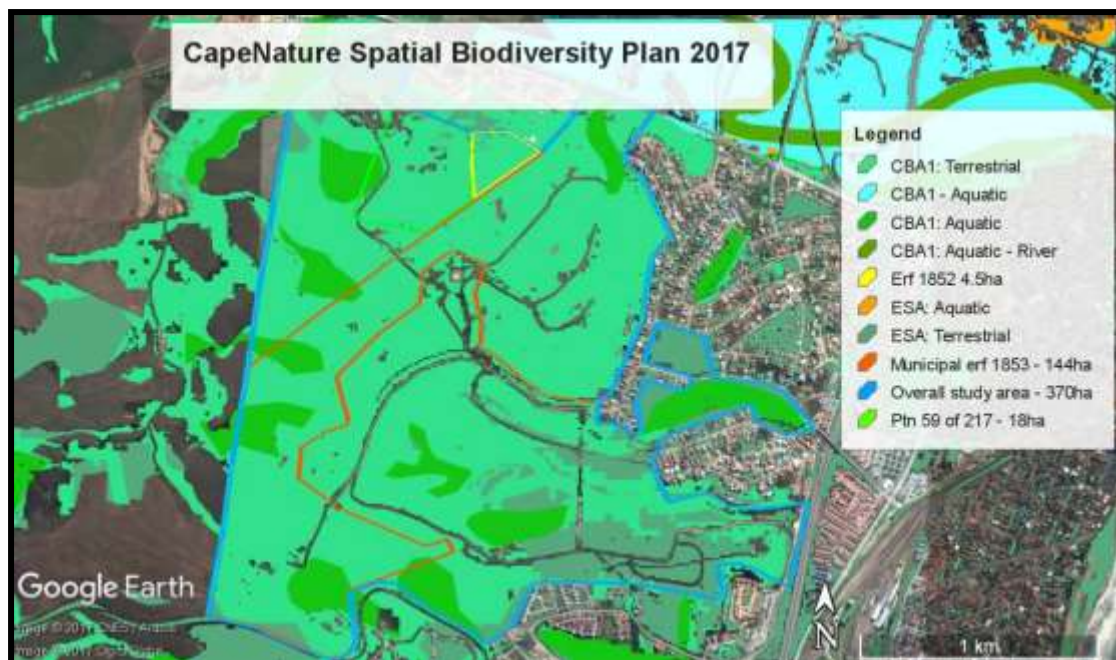 CapeNature Spatial Biodiversity Plan 2017
Legend
CBA1: Terrestrial
CBA1 - Aquatic
CBA1: Aquatic
CBA1: Aquatic - River
Erf 1852 4.5ha
ESA: Aquatic
ESA: Terrestrial
Municipal erf 1853 - 144ha
Overall study area - 370ha
Ptn 59 of 217 - 18ha
Google Earth
N
1 km